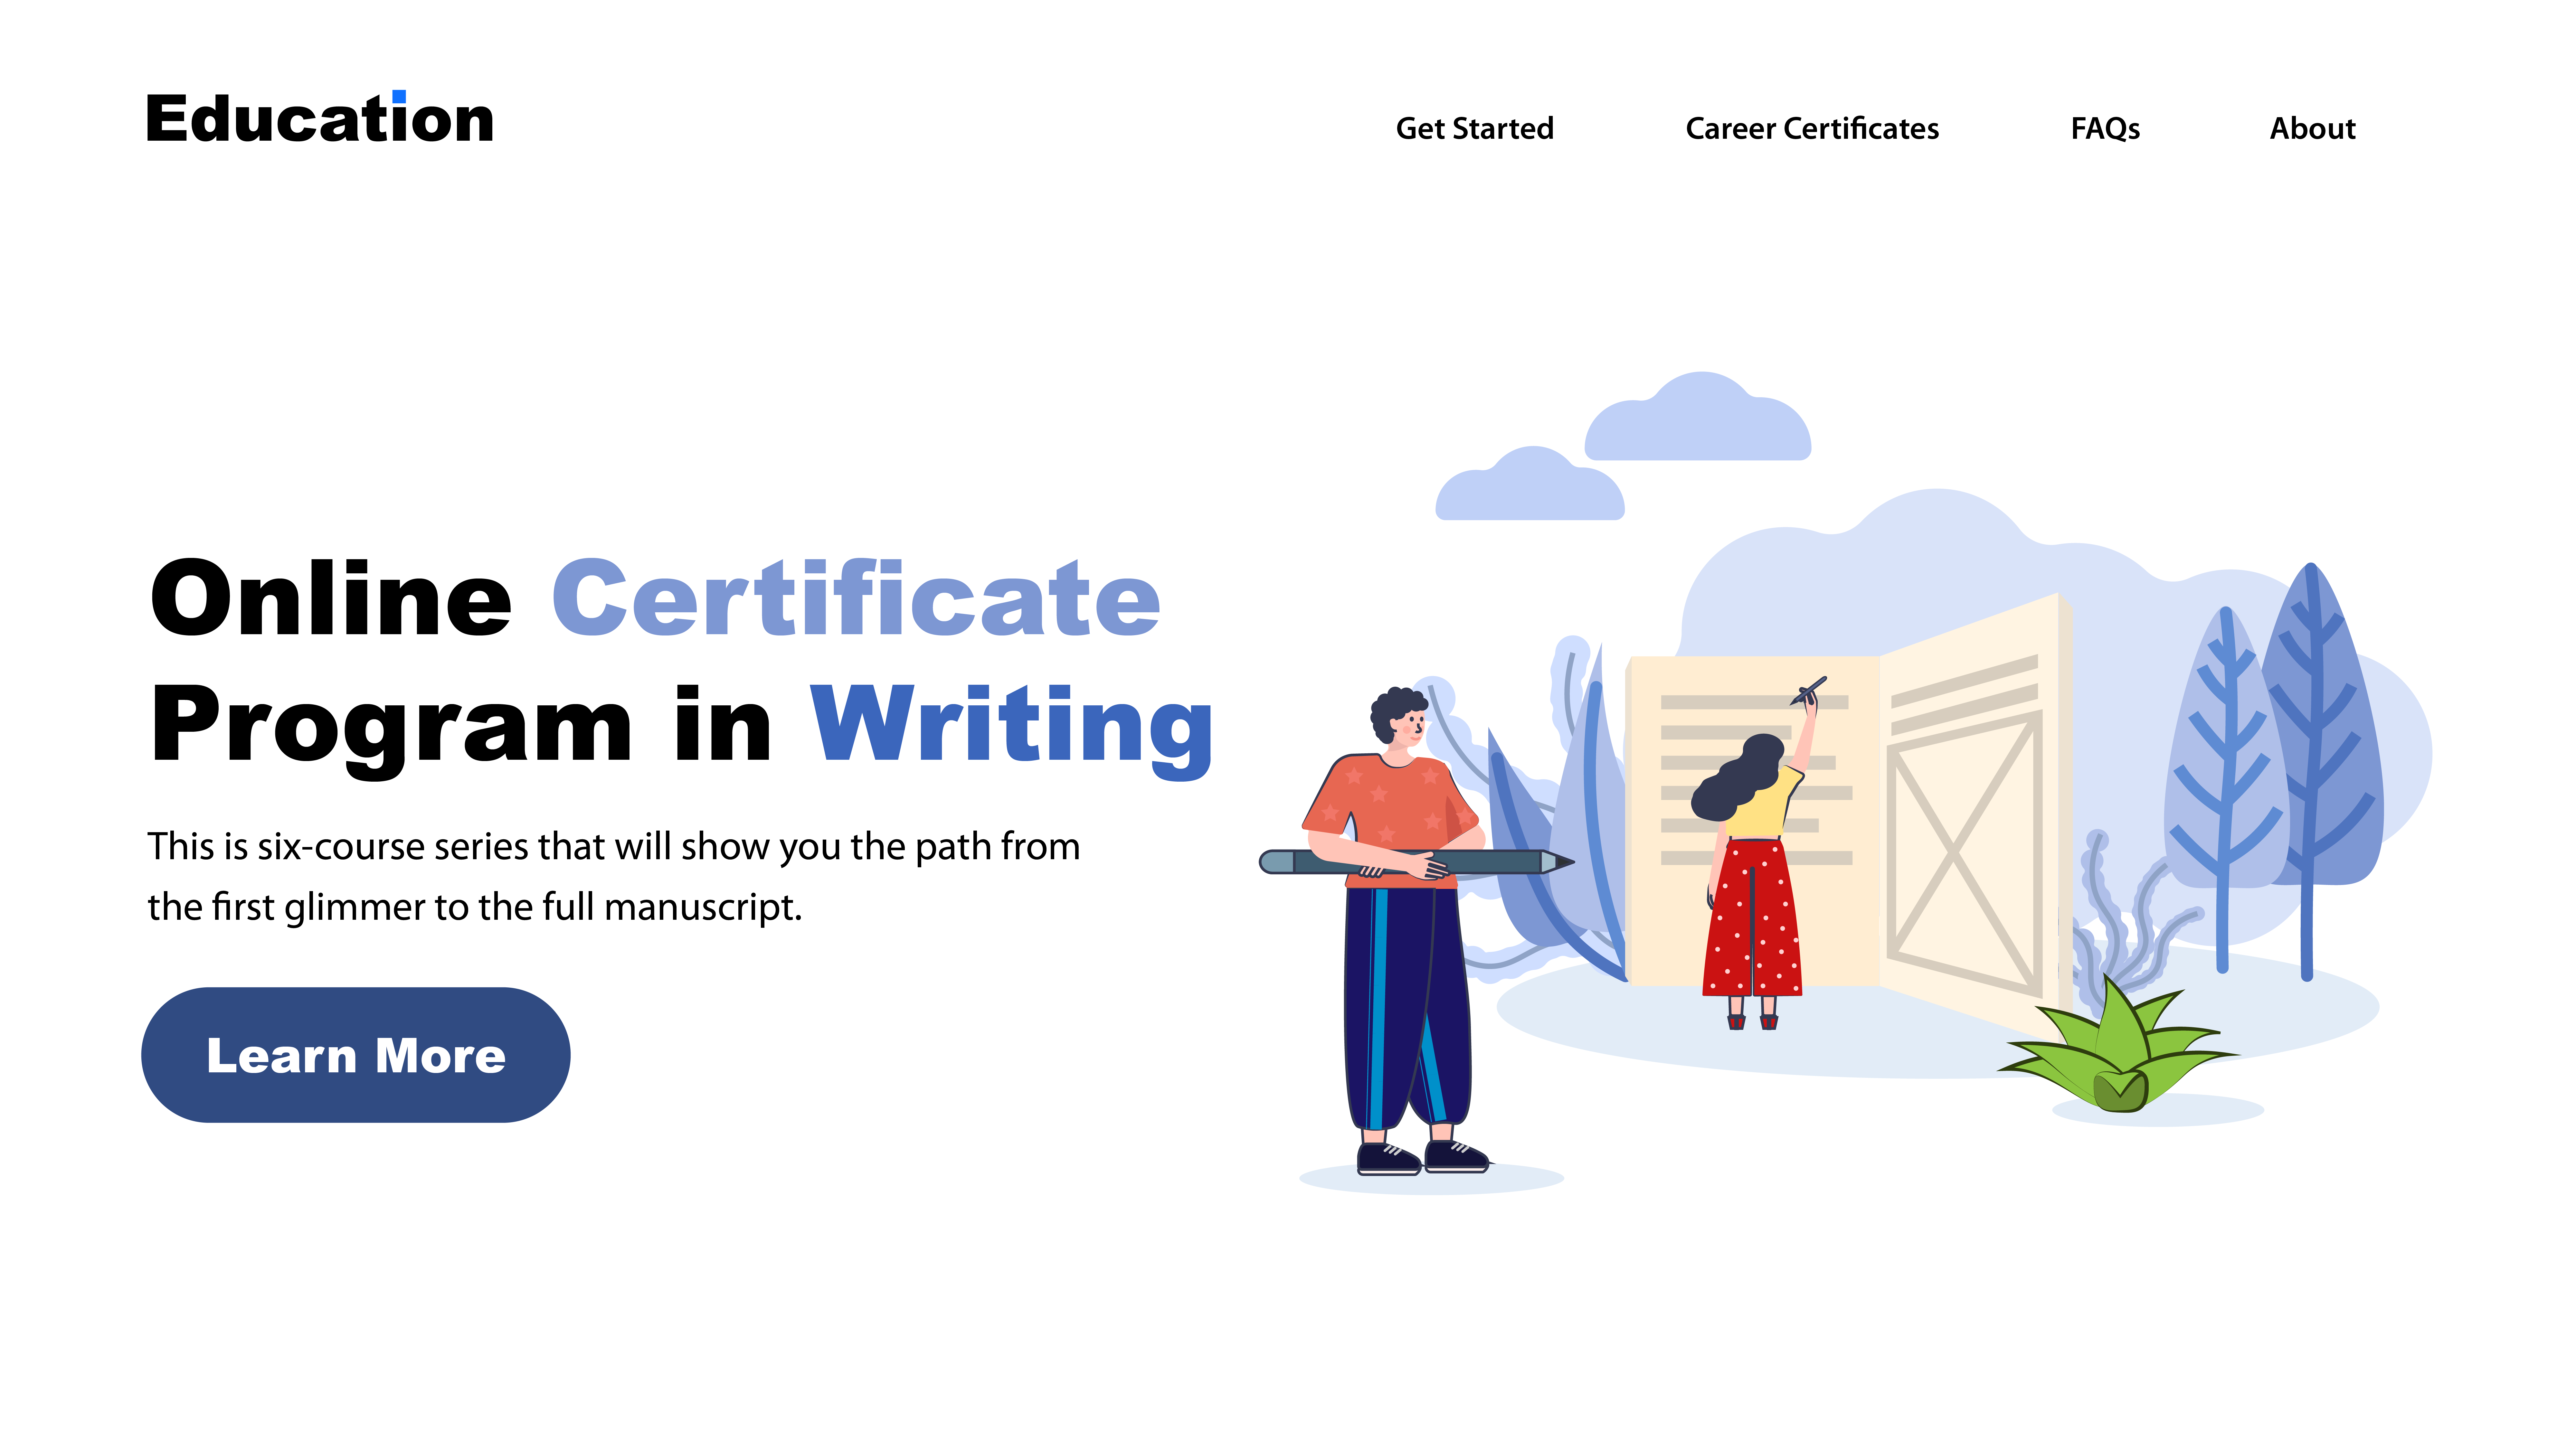 Education
Get Started
Career Certificates
FAQs
About
Online Certificate
Program in Writing
This is six-course series that will show you the path from
the first glimmer to the full manuscript.
Learn More